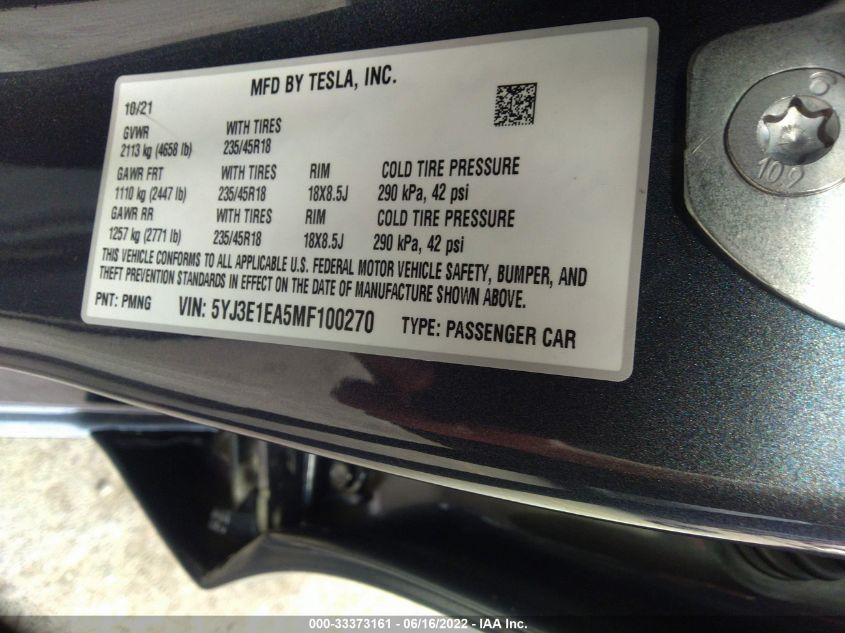 MFD BY TESLA, INC.
10/21
GVWR WITH TIRES
2113 kg (4658 lb) 235/45R18
GAWR FRT WITH TIRES RIM COLD TIRE PRESSURE
1110 kg (2447 lb) 235/45R18 18X8.5J 290 kPa, 42 psi
GAWR RR WITH TIRES RIM COLD TIRE PRESSURE
1257 kg (2771 lb) 235/45R18 18X8.5J 290 kPa, 42 psi
THIS VEHICLE CONFORMS TO ALL APPLICABLE U.S. FEDERAL MOTOR VEHICLE SAFETY, BUMPER, AND
THEFT PREVENTION STANDARDS IN EFFECT ON THE DATE OF MANUFACTURE SHOWN ABOVE.
PNT: PMNG VIN: 5YJ3E1EA5MF100270 TYPE: PASSENGER CAR
109
000-33373161 - 06/16/2022 - IAA Inc.